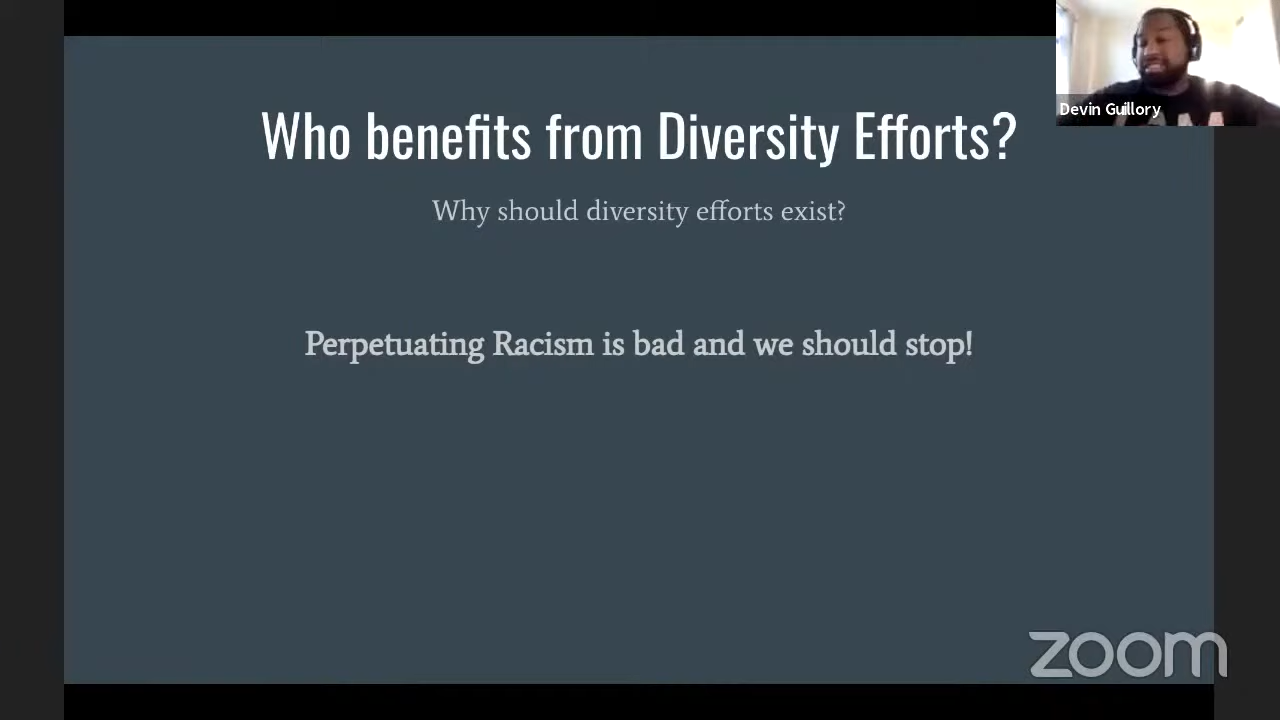 Who benefits from Diversity Efforts?
Why should diversity efforts exist?
Perpetuating Racism is bad and we should stop!
Devin Guillory
zoom